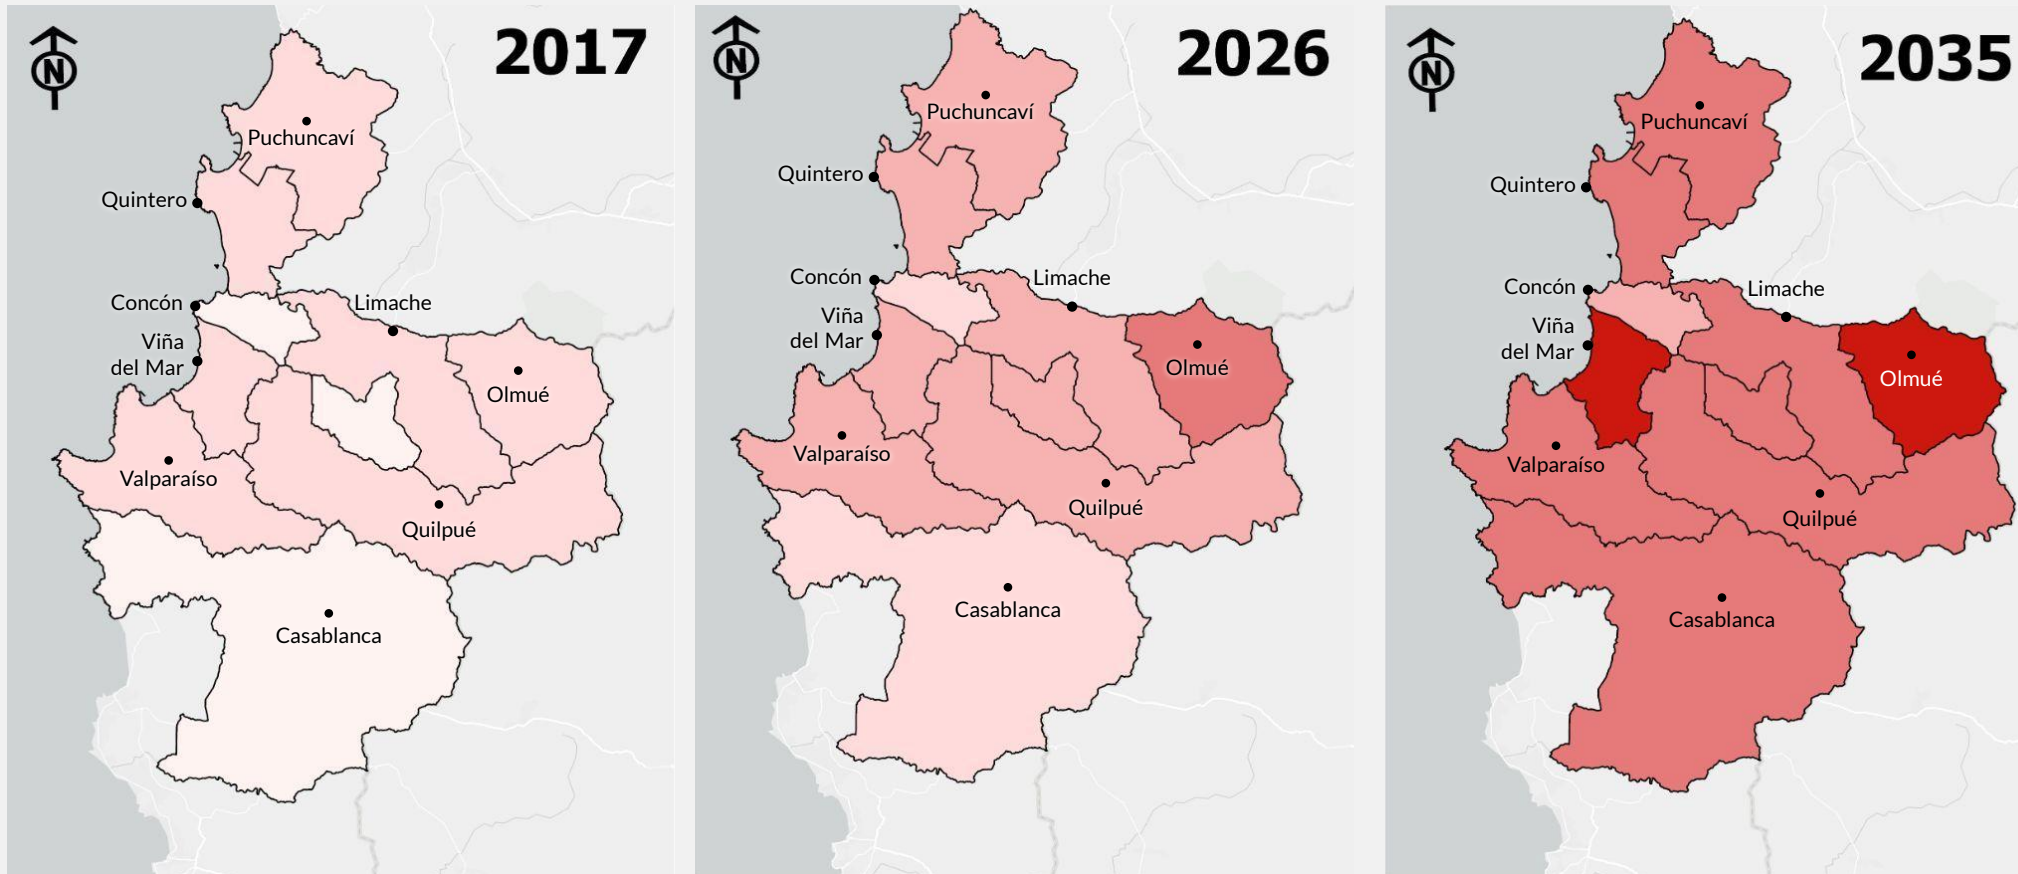 2017
N
Puchuncaví
Quintero
Concón
Limache
Viña
del Mar
Olmué
Valparaíso
Quilpué
Casablanca
2026
N
Puchuncaví
Quintero
Concón
Limache
Viña
del Mar
Olmué
Valparaíso
Quilpué
Casablanca
2035
N
Puchuncaví
Quintero
Concón
Limache
Viña
del Mar
Olmué
Valparaíso
Quilpué
Casablanca